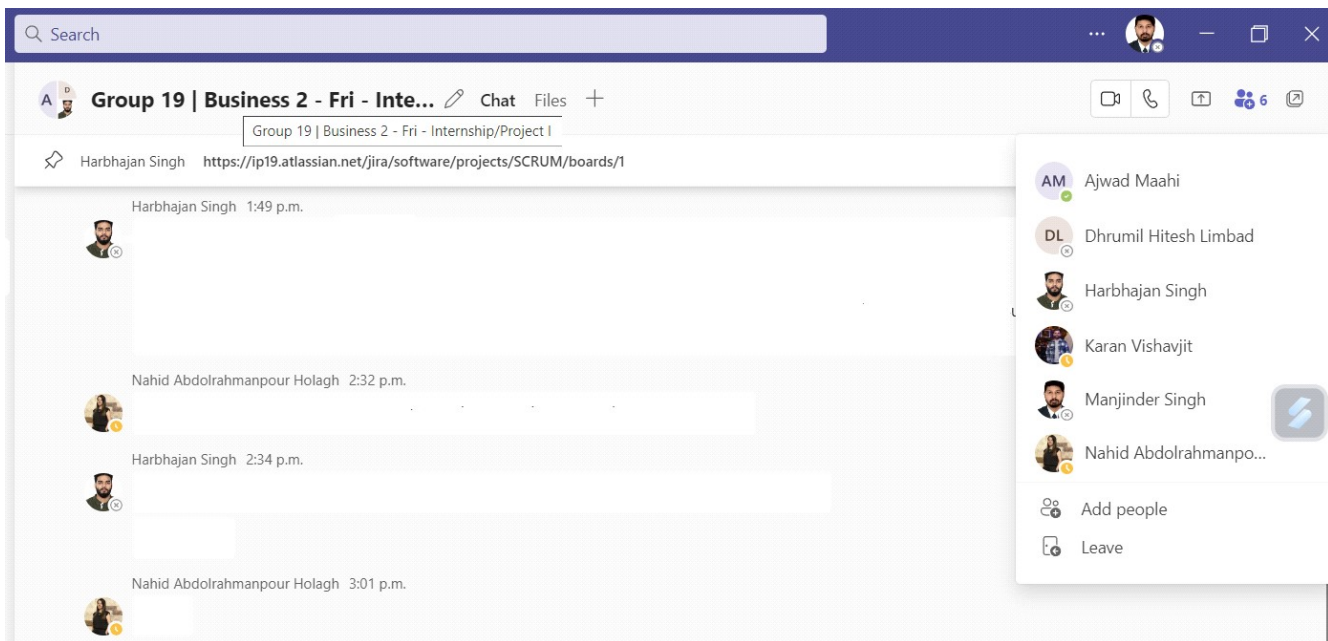 Search
A D Group 19 | Business 2 - Fri - Inte... Chat Files 6
Group 19 | Business 2 - Fri - Internship/Project I
Harbhajan Singh https://ip19.atlassian.net/jira/software/projects/SCRUM/boards/1
Harbhajan Singh 1:49 p.m.
Nahid Abdolrahmanpour Holagh 2:32 p.m.
Harbhajan Singh 2:34 p.m.
Nahid Abdolrahmanpour Holagh 3:01 p.m.
AM Ajwad Maahi
DL Dhrumil Hitesh Limbad
Harbhajan Singh
Karan Vishavjit
Manjinder Singh
Nahid Abdolrahmanpo...
Add people
Leave